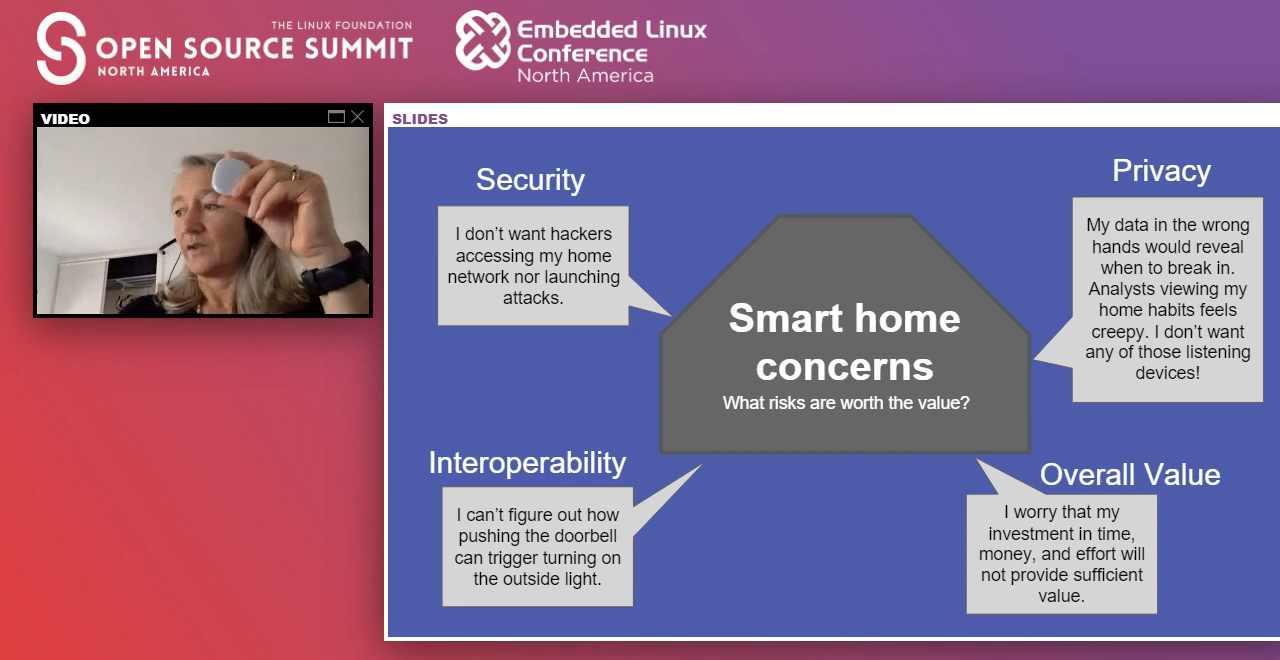 THE LINUX FOUNDATION
OPEN SOURCE SUMMIT
NORTH AMERICA
Embedded Linux
Conference
North America
VIDEO
SLIDES
Security
I don’t want hackers
accessing my home
network nor launching
attacks.
Privacy
My data in the wrong
hands would reveal
when to break in.
Analysts viewing my
home habits feels
creepy. I don’t want
any of those listening
devices!
Smart home
concerns
What risks are worth the value?
Interoperability
I can’t figure out how
pushing the doorbell
can trigger turning on
the outside light.
Overall Value
I worry that my
investment in time,
money, and effort will
not provide sufficient
value.